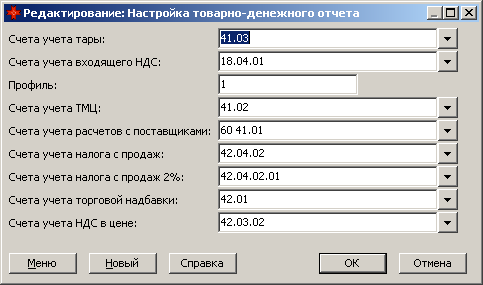 Редактирование: Настройка товарно-денежного отчета
Счета учета тары: 41.03
Счета учета входящего НДС: 18.04.01
Профиль: 1
Счета учета ТМЦ: 41.02
Счета учета расчетов с поставщиками: 60 41.01
Счета учета налога с продаж: 42.04.02
Счета учета налога с продаж 2%: 42.04.02.01
Счета учета торговой надбавки: 42.01
Счета учета НДС в цене: 42.03.02
Меню Новый Справка OK Отмена